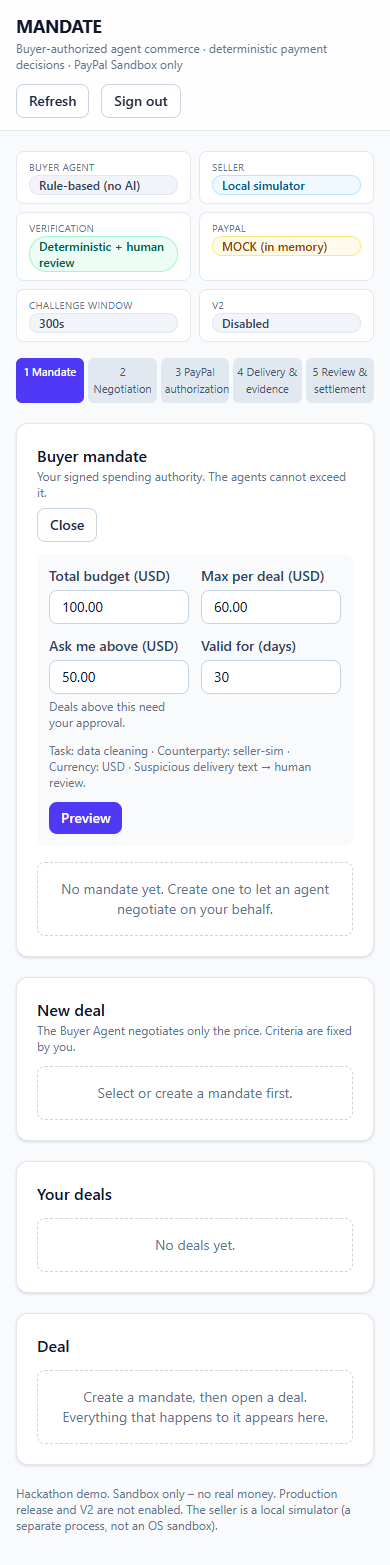 MANDATE
Buyer-authorized agent commerce · deterministic payment
decisions · PayPal Sandbox only
Refresh
Sign out
BUYER AGENT
Rule-based (no AI)
SELLER
Local simulator
VERIFICATION
Deterministic + human
review
PAYPAL
MOCK (in memory)
CHALLENGE WINDOW
300s
V2
Disabled
1 Mandate
2
Negotiation
3 PayPal
authorization
4 Delivery &
evidence
5 Review &
settlement
Buyer mandate
Your signed spending authority. The agents cannot exceed
it.
Close
Total budget (USD)
Max per deal (USD)
100.00
60.00
Ask me above (USD)
Valid for (days)
50.00
30
Deals above this need
your approval.
Task: data cleaning · Counterparty: seller-sim ·
Currency: USD · Suspicious delivery text → human
review.
Preview
No mandate yet. Create one to let an agent
negotiate on your behalf.
New deal
The Buyer Agent negotiates only the price. Criteria are fixed
by you.
Select or create a mandate first.
Your deals
No deals yet.
Deal
Create a mandate, then open a deal.
Everything that happens to it appears here.
Hackathon demo. Sandbox only – no real money. Production
release and V2 are not enabled. The seller is a local simulator (a
separate process, not an OS sandbox).